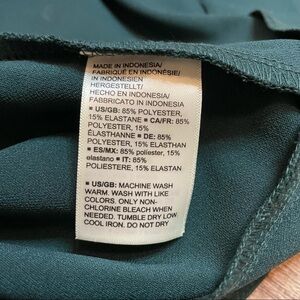 MADE IN INDONESIA/
FABRIQUÉ EN INDONÉSIE/
IN INDONESIEN
HERGESTELLT/
HECHO EN INDONESIA/
FABBRICATO IN INDONESIA
▪ US/GB: 85% POLYESTER,
15% ELASTANE ▪ CA/FR: 85%
POLYESTER, 15%
ÉLASTHANNE ▪ DE: 85%
POLYESTER, 15% ELASTHAN
▪ ES/MX: 85% poliéster, 15%
elastano ▪ IT: 85%
POLIESTERE, 15% ELASTAN
▪ US/GB: MACHINE WASH
WARM. WASH WITH LIKE
COLORS. ONLY NON-
CHLORINE BLEACH WHEN
NEEDED. TUMBLE DRY LOW.
COOL IRON. DO NOT DRY